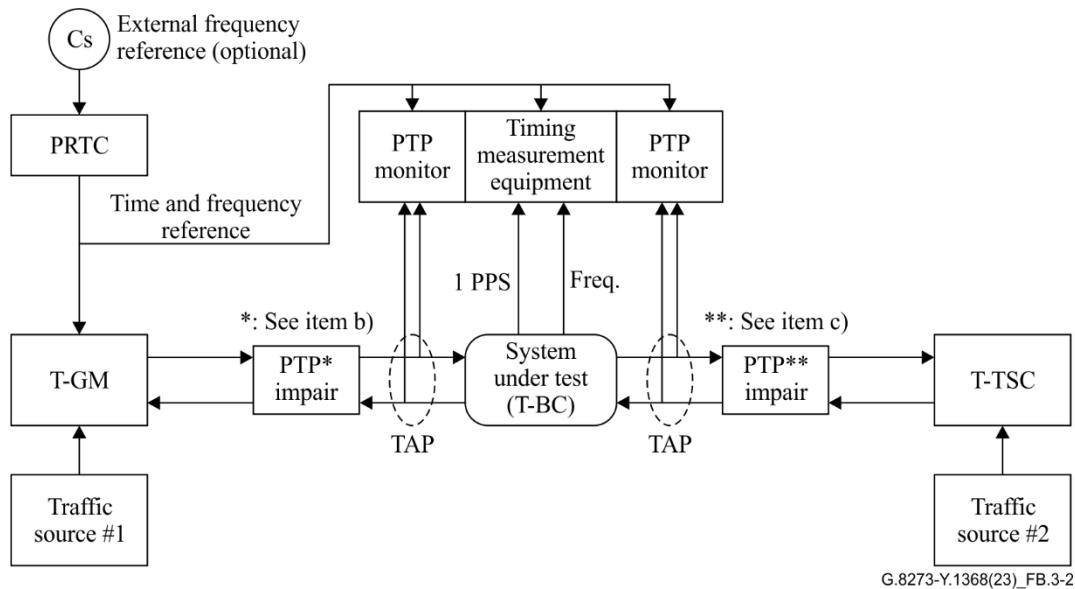 Cs
External frequency
reference (optional)
PRTC
Time and frequency
reference
PTP
monitor
Timing
measurement
equipment
PTP
monitor
1 PPS
Freq.
*: See item b)
**: See item c)
T-GM
PTP*
impair
System
under test
(T-BC)
PTP**
impair
T-TSC
TAP
TAP
Traffic
source #1
Traffic
source #2
G.8273-Y.1368(23)_FB.3-2